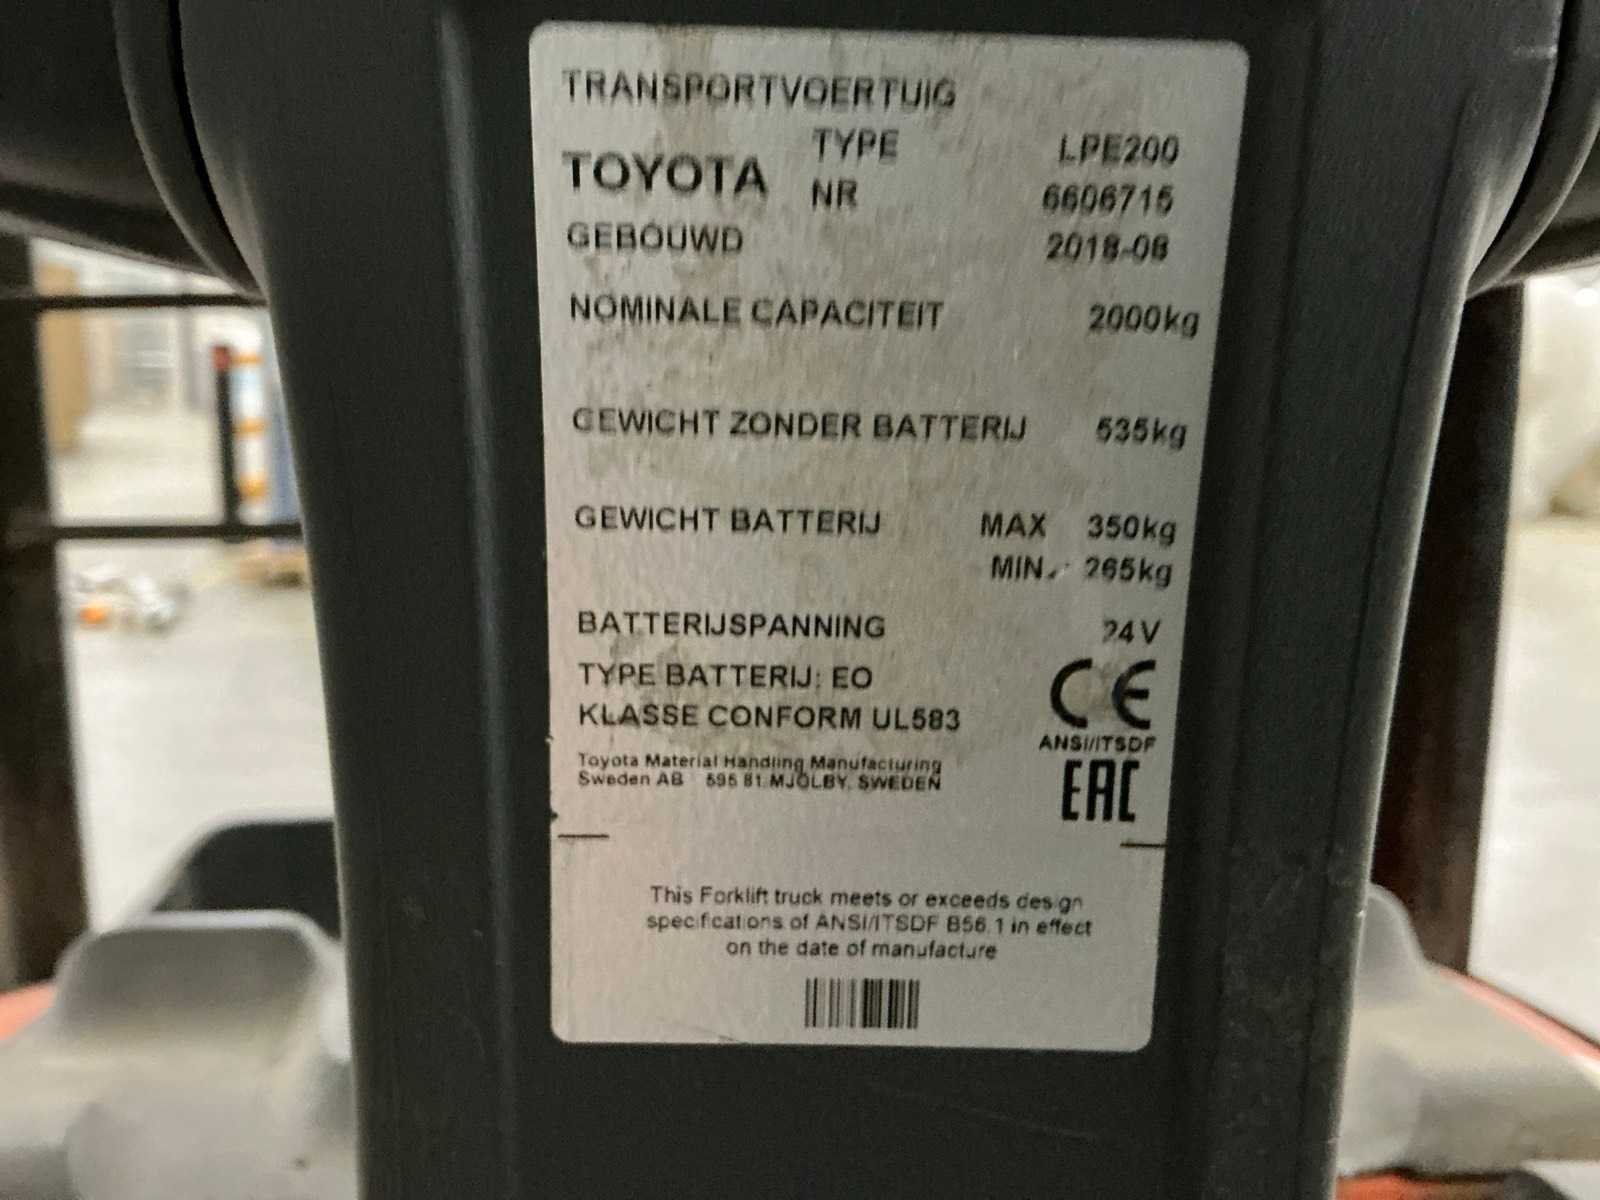 TRANSPORTVOERTUIG
TOYOTA TYPE LPE200
NR 6606715
GEBOUWD 2018-08
NOMINALE CAPACITEIT 2000kg
GEWICHT ZONDER BATTERIJ 535kg
GEWICHT BATTERIJ MAX 350kg
MIN. 265kg
BATTERIJSPANNING 24V
TYPE BATTERIJ: EO
KLASSE CONFORM UL583
CE
ANSI/ITSDF
EAC
Toyota Material Handling Manufacturing
Sweden AB 595 81 MJÖLBY, SWEDEN
This Forklift truck meets or exceeds design
specifications of ANSI/ITSDF B56.1 in effect
on the date of manufacture